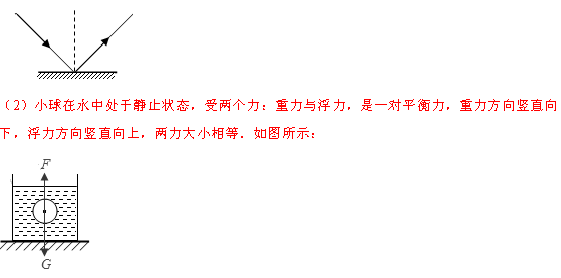 （2）小球在水中处于静止状态，受两个力：重力与浮力，是一对平衡力，重力方向竖直向
下，浮力方向竖直向上，两力大小相等．如图所示：
F
G